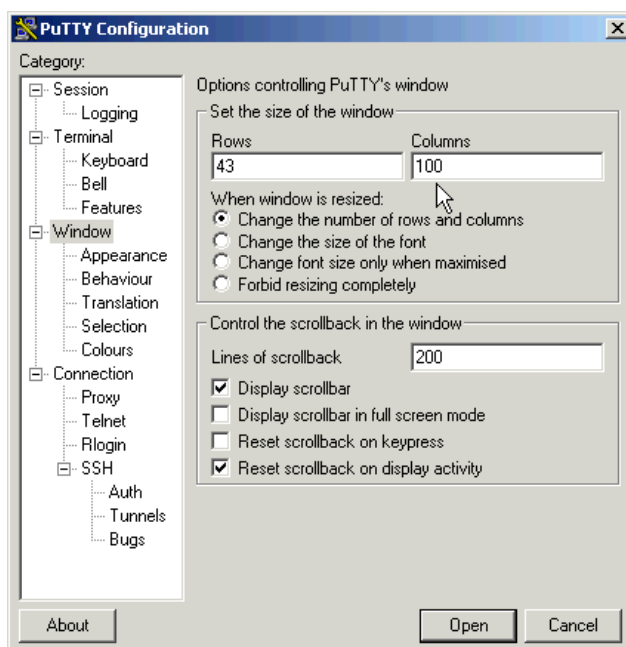 PuTTY Configuration
Category:
Session
Logging
Terminal
Keyboard
Bell
Features
Window
Appearance
Behaviour
Translation
Selection
Colours
Connection
Proxy
Telnet
Rlogin
SSH
Auth
Tunnels
Bugs
Options controlling PuTTY's window
Set the size of the window
Rows Columns
43 100
When window is resized:
Change the number of rows and columns
Change the size of the font
Change font size only when maximised
Forbid resizing completely
Control the scrollback in the window
Lines of scrollback 200
Display scrollbar
Display scrollbar in full screen mode
Reset scrollback on keypress
Reset scrollback on display activity
About Open Cancel